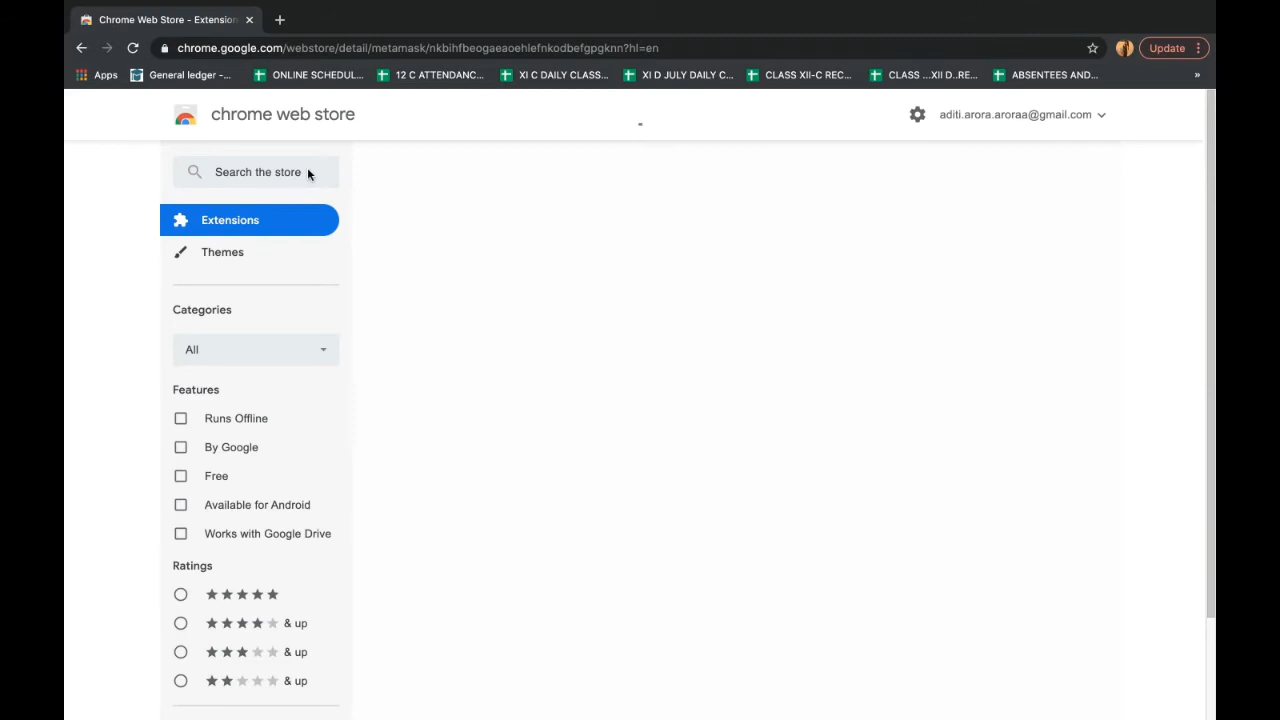 Chrome Web Store - Extension
chrome.google.com/webstore/detail/metamask/nkbihfbeogaeaoehlefnkodbefgpgknn?hl=en
Update
Apps
General ledger -...
ONLINE SCHEDUL...
12 C ATTENDANC...
XI C DAILY CLASS...
XI D JULY DAILY C...
CLASS XII-C REC...
CLASS ...XII D..RE...
ABSENTEES AND...
»
chrome web store
aditi.arora.aroraa@gmail.com
Search the store
Extensions
Themes
Categories
All
Features
Runs Offline
By Google
Free
Available for Android
Works with Google Drive
Ratings
& up
& up
& up